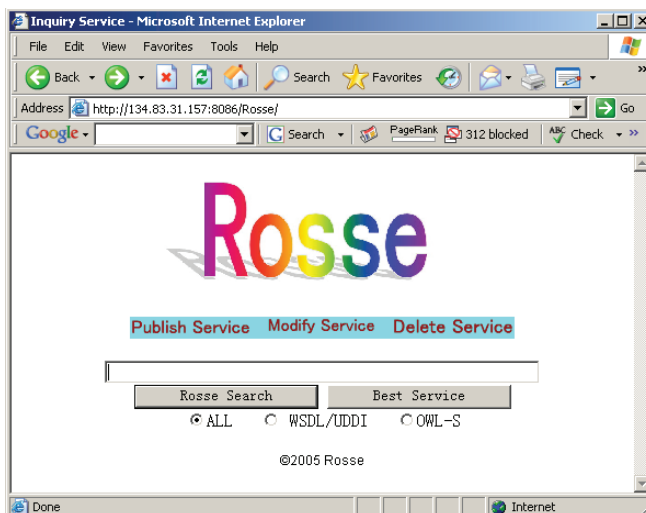 Inquiry Service - Microsoft Internet Explorer
File Edit View Favorites Tools Help
Back Search Favorites
Address http://134.83.31.157:8086/Rosse/ Go
Google G Search PageRank 312 blocked ABC Check
Rosse
Publish Service Modify Service Delete Service
Rosse Search Best Service
ALL WSDL/UDDI OWL-S
©2005 Rosse
Done Internet